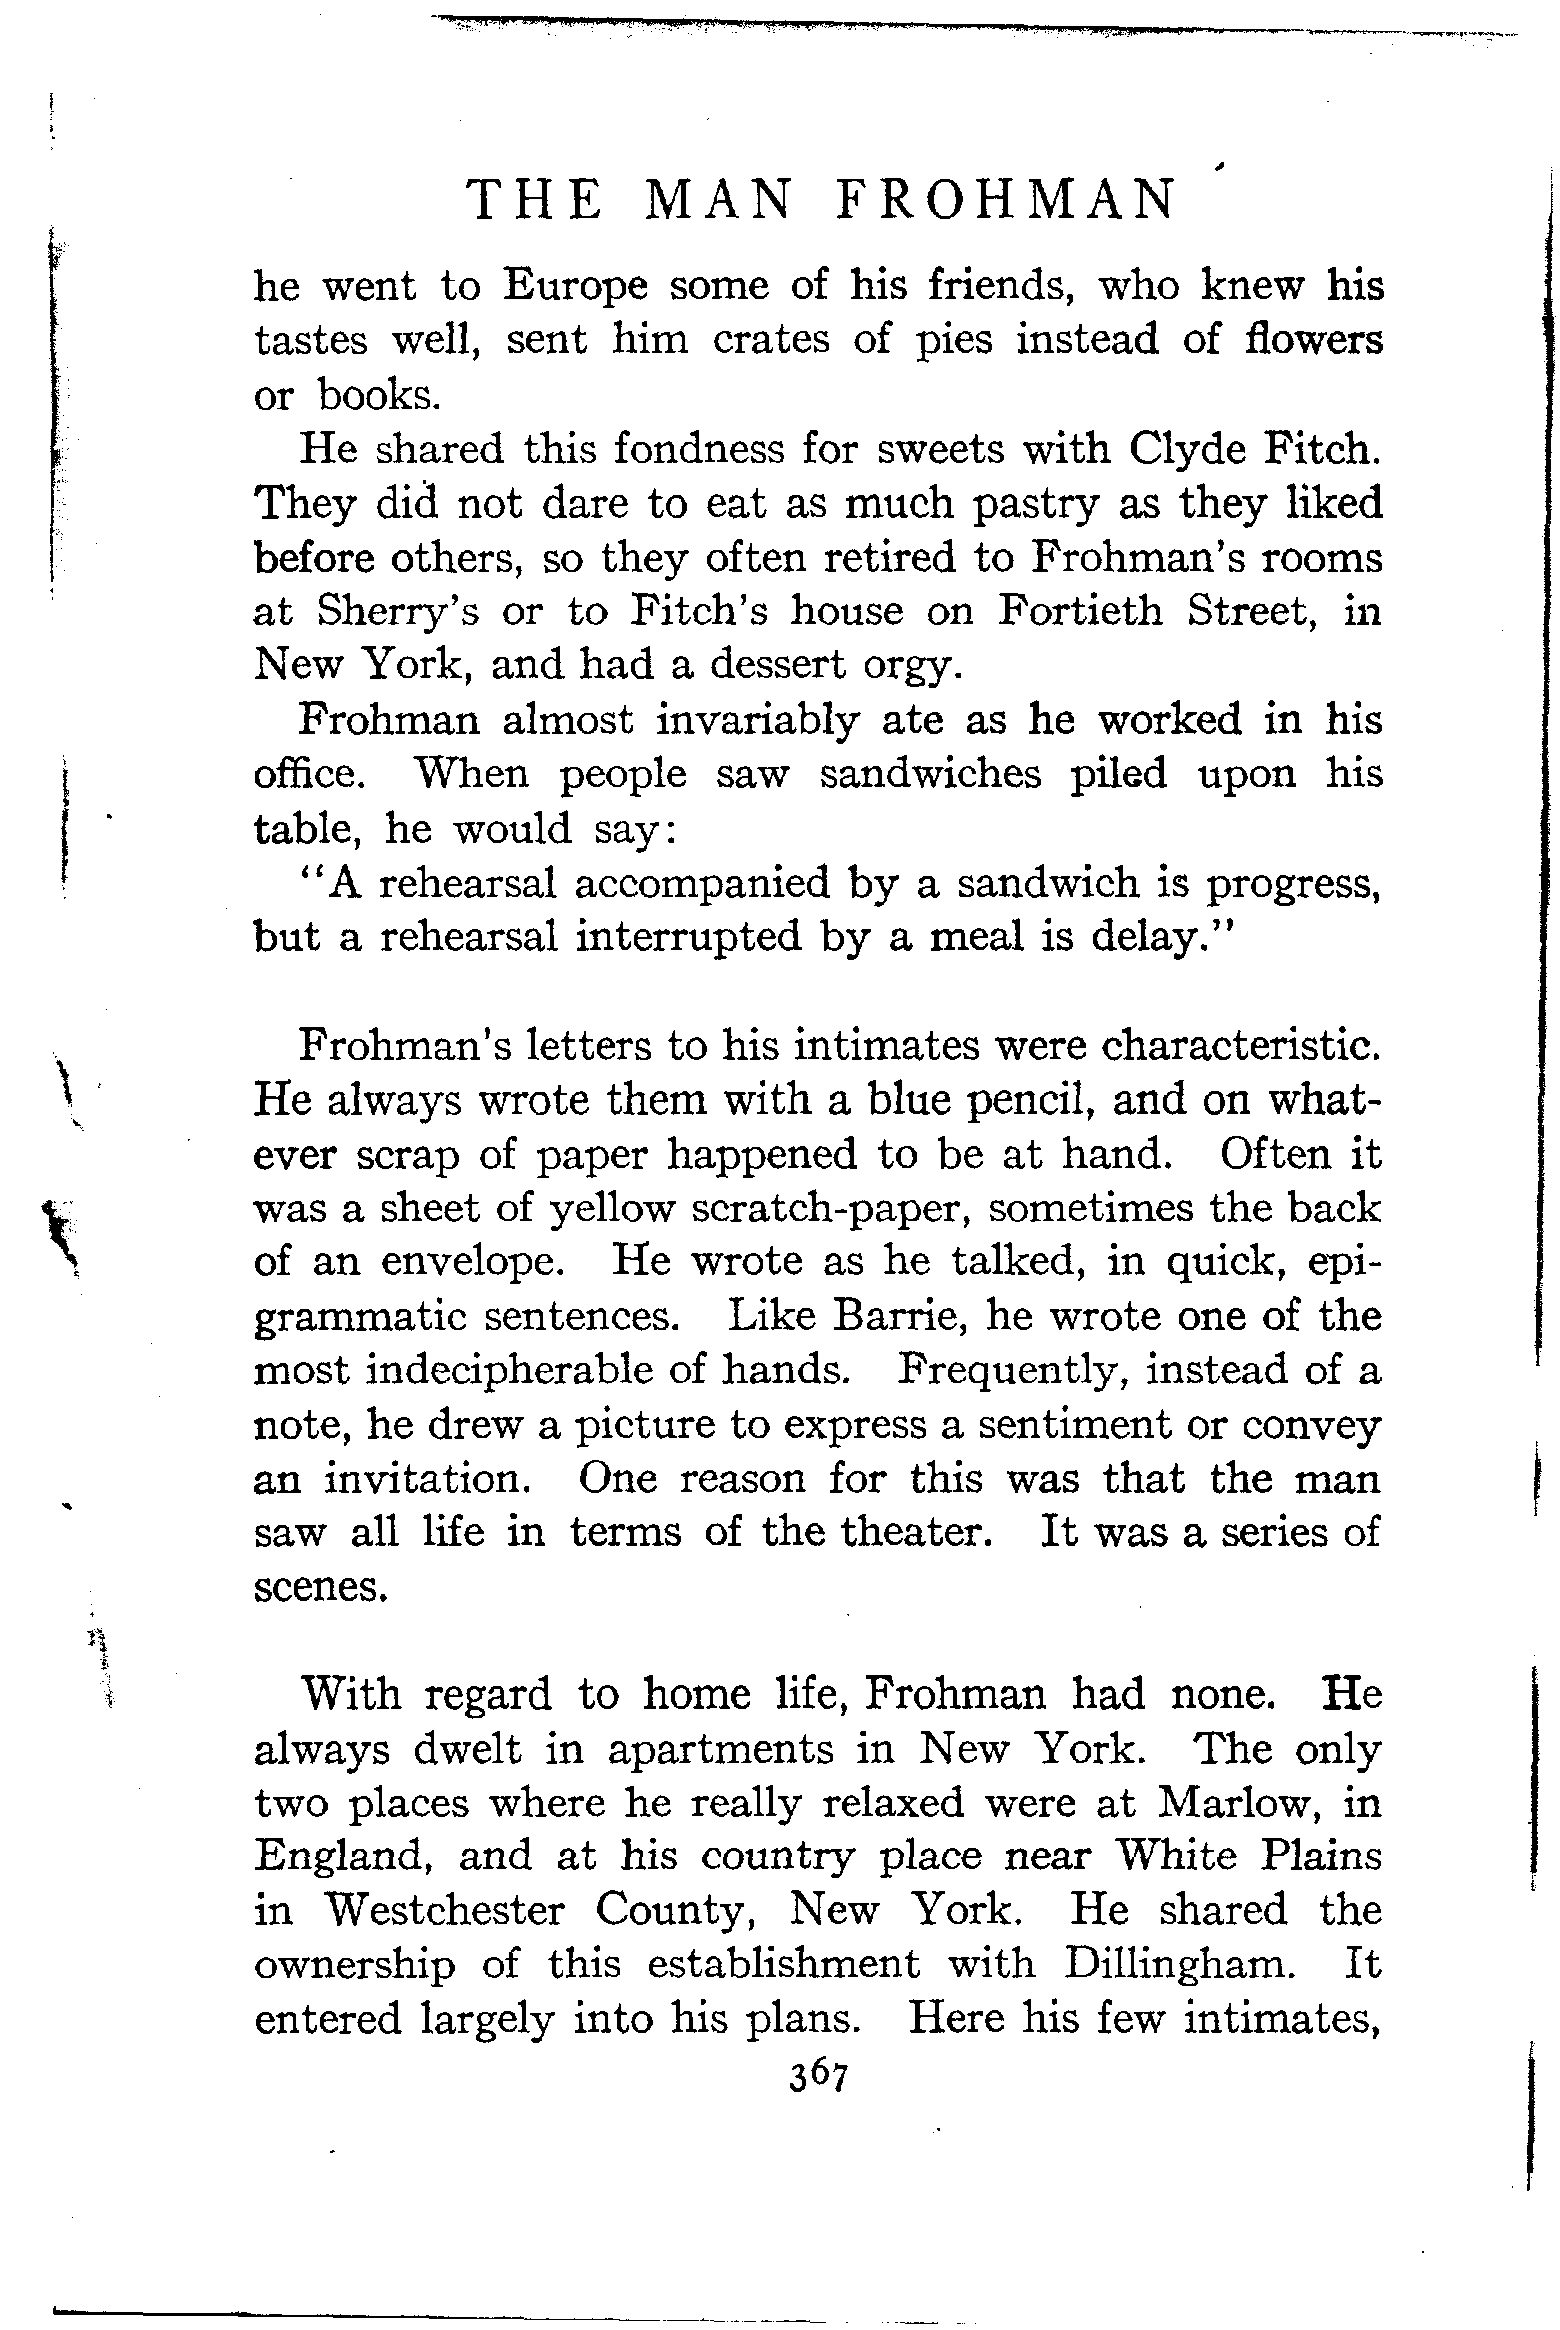 THE MAN FROHMAN
he went to Europe some of his friends, who knew his
tastes well, sent him crates of pies instead of flowers
or books.
He shared this fondness for sweets with Clyde Fitch.
They did not dare to eat as much pastry as they liked
before others, so they often retired to Frohman's rooms
at Sherry's or to Fitch's house on Fortieth Street, in
New York, and had a dessert orgy.
Frohman almost invariably ate as he worked in his
office. When people saw sandwiches piled upon his
table, he would say:
"A rehearsal accompanied by a sandwich is progress,
but a rehearsal interrupted by a meal is delay."
Frohman's letters to his intimates were characteristic.
He always wrote them with a blue pencil, and on what-
ever scrap of paper happened to be at hand. Often it
was a sheet of yellow scratch-paper, sometimes the back
of an envelope. He wrote as he talked, in quick, epi-
grammatic sentences. Like Barrie, he wrote one of the
most indecipherable of hands. Frequently, instead of a
note, he drew a picture to express a sentiment or convey
an invitation. One reason for this was that the man
saw all life in terms of the theater. It was a series of
scenes.
With regard to home life, Frohman had none. He
always dwelt in apartments in New York. The only
two places where he really relaxed were at Marlow, in
England, and at his country place near White Plains
in Westchester County, New York. He shared the
ownership of this establishment with Dillingham. It
entered largely into his plans. Here his few intimates,
367